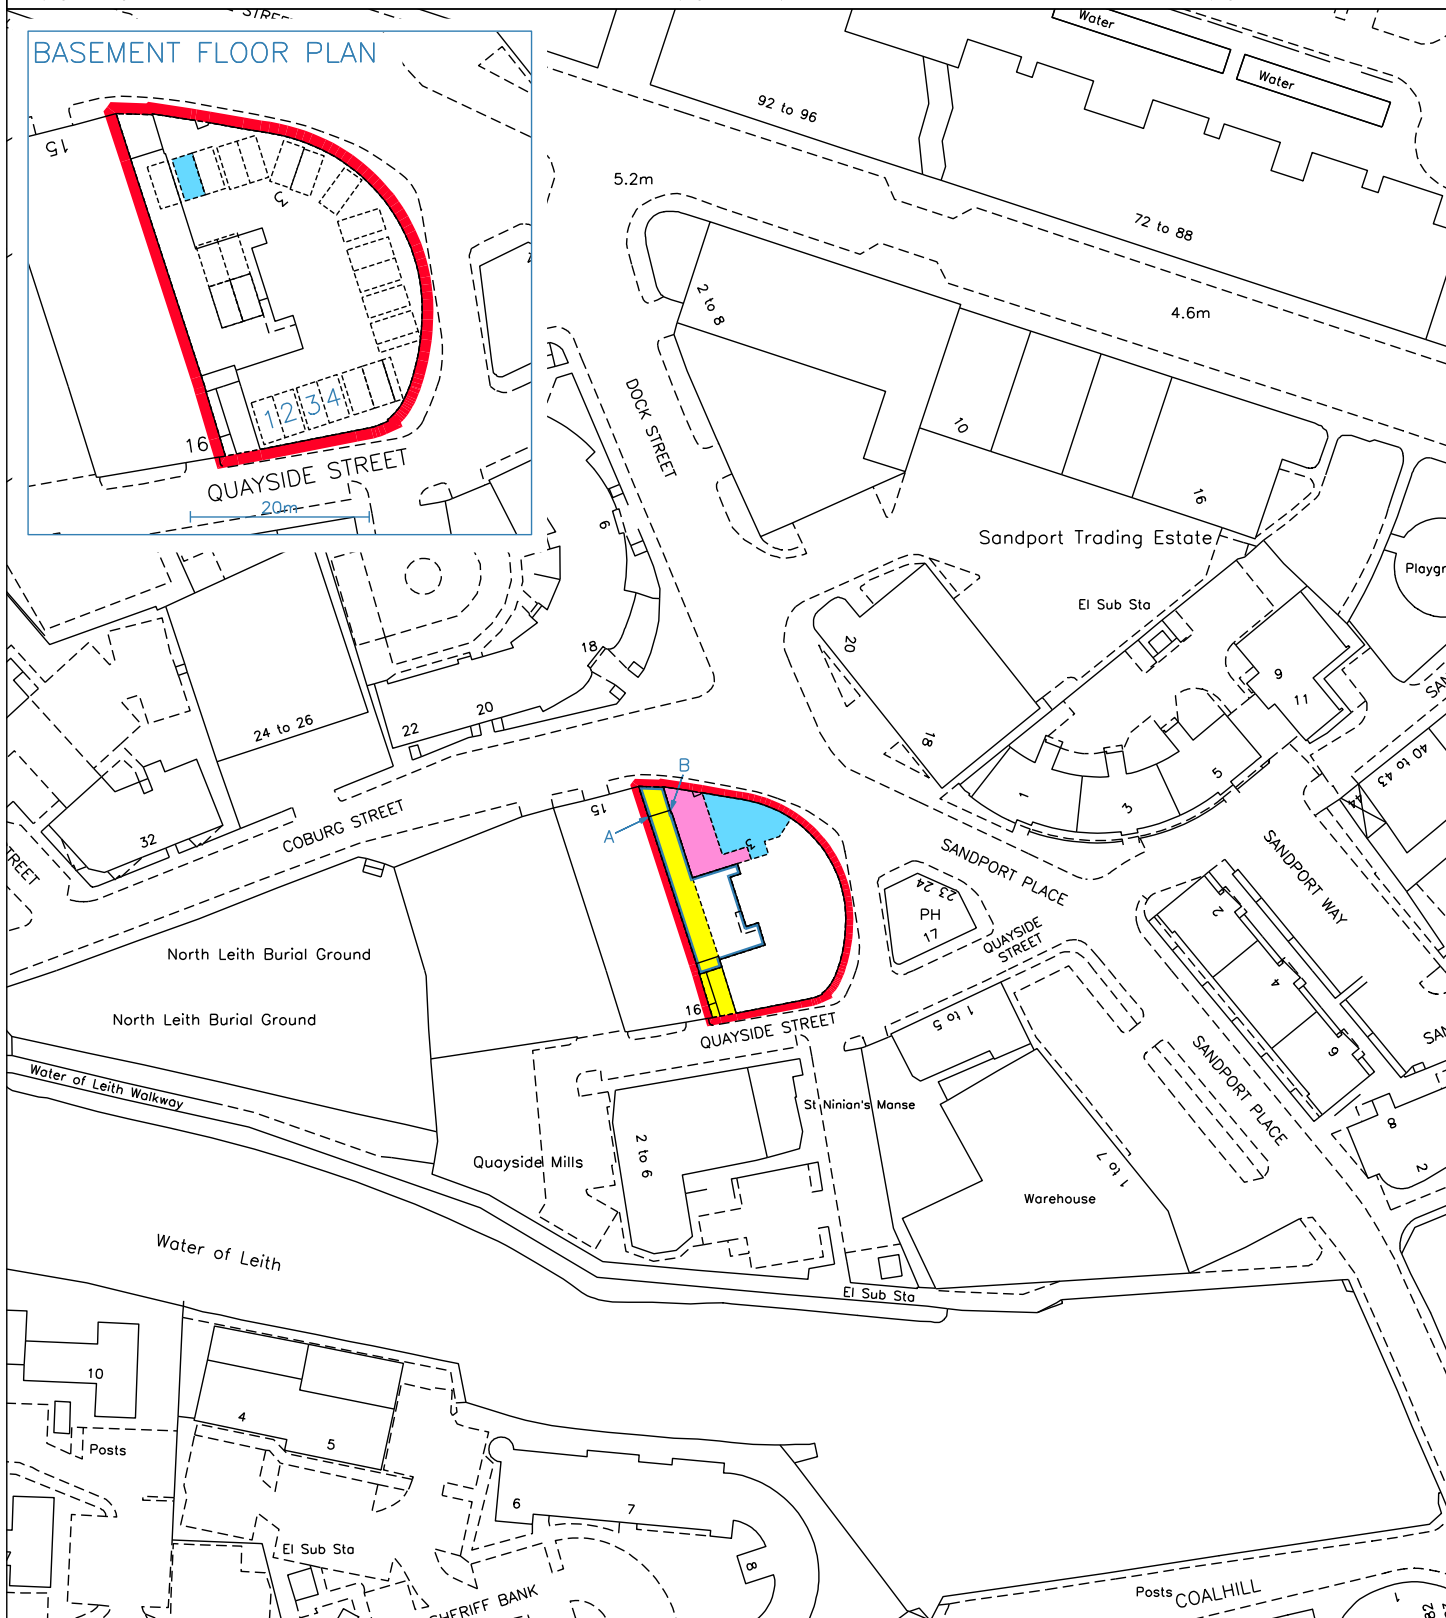 STREET
Water
BASEMENT FLOOR PLAN
Water
92 to 96
15
5.2m
3
72 to 88
2 to 8
4.6m
DOCK STREET
1 2 3 4
10
16
16
QUAYSIDE STREET
20m
9
Sandport Trading Estate
El Sub Sta
20
18
9
11
24 to 26
22
20
18
5
40 to 43
44
1
3
B
15
A
COBURG STREET
32
3
SANDPORT PLACE
SANDPORT WAY
23 24
PH
17
2
QUAYSIDE
STREET
North Leith Burial Ground
4
16
North Leith Burial Ground
1 to 5
QUAYSIDE STREET
6
SANDPORT PLACE
Water of Leith Walkway
St Ninian's Manse
8
2 to 6
Quayside Mills
1 to 7
2
Warehouse
Water of Leith
El Sub Sta
10
4
5
Posts
6
7
El Sub Sta
8
SHERIFF BANK
Posts
COALHILL
1